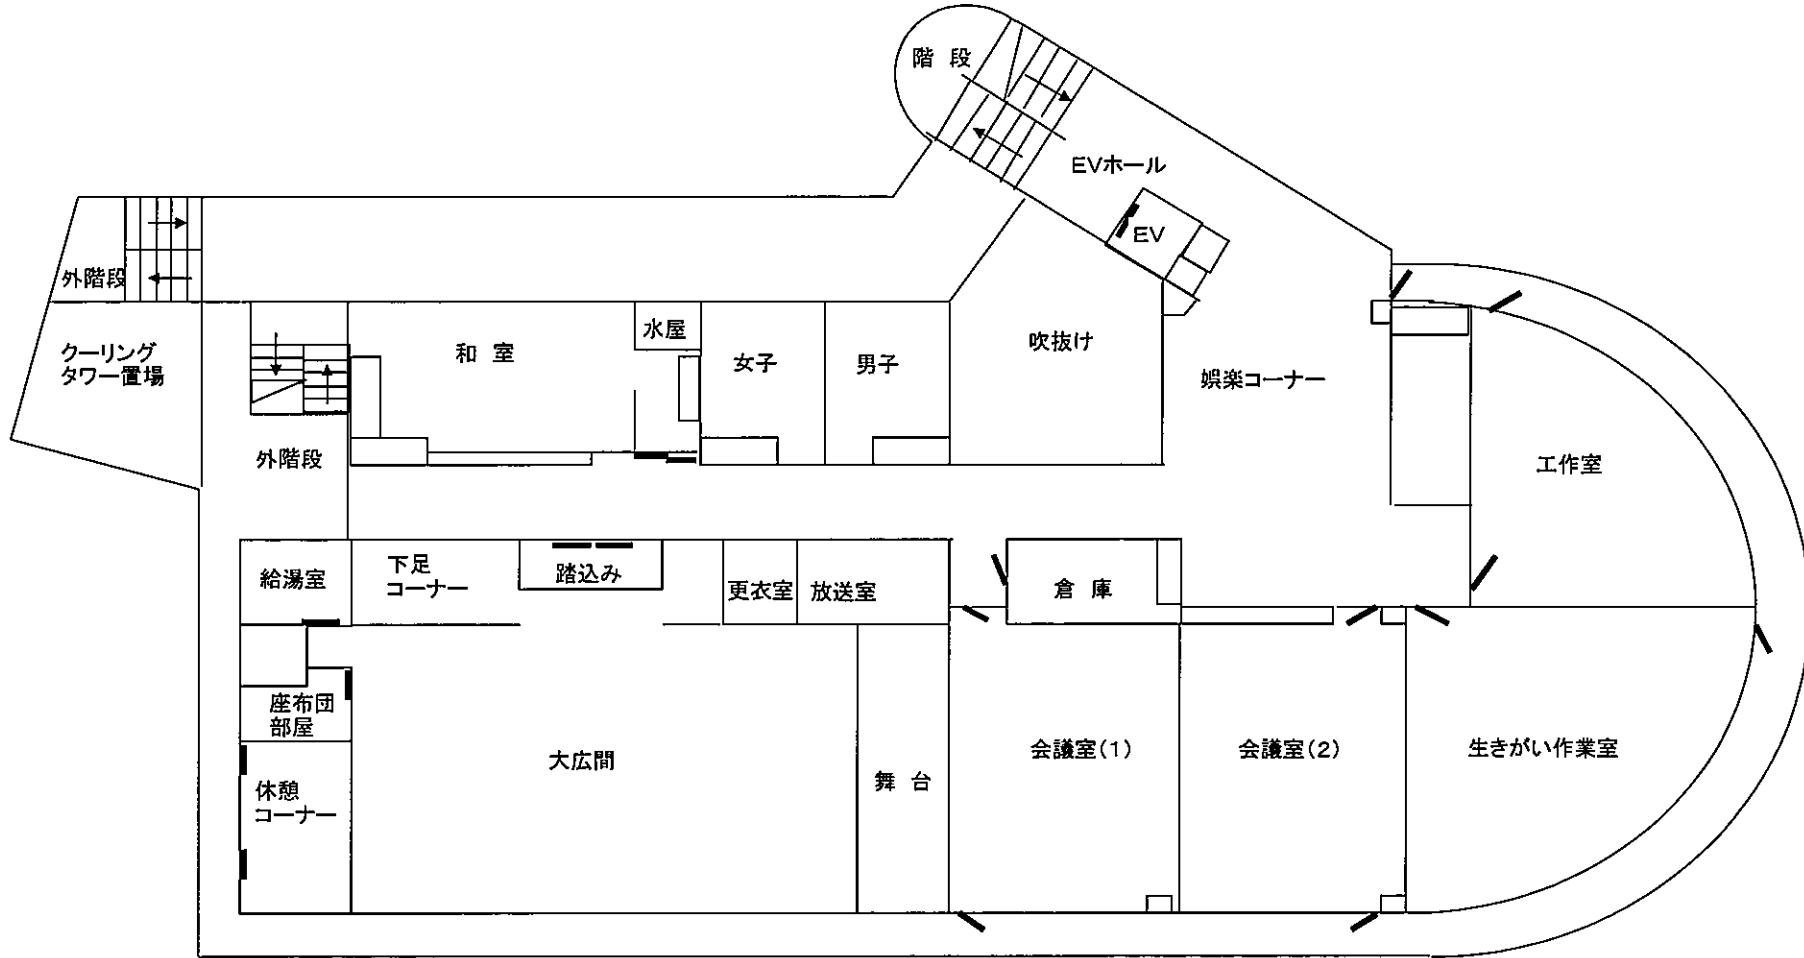 階 段
EVホール
EV
外階段
水屋
クーリング
タワー置場
和 室
女子
男子
吹抜け
娯楽コーナー
外階段
工作室
給湯室
下足
コーナー
踏込み
更衣室
放送室
倉 庫
座布団
部屋
大広間
舞 台
会議室(1)
会議室(2)
生きがい作業室
休憩
コーナー